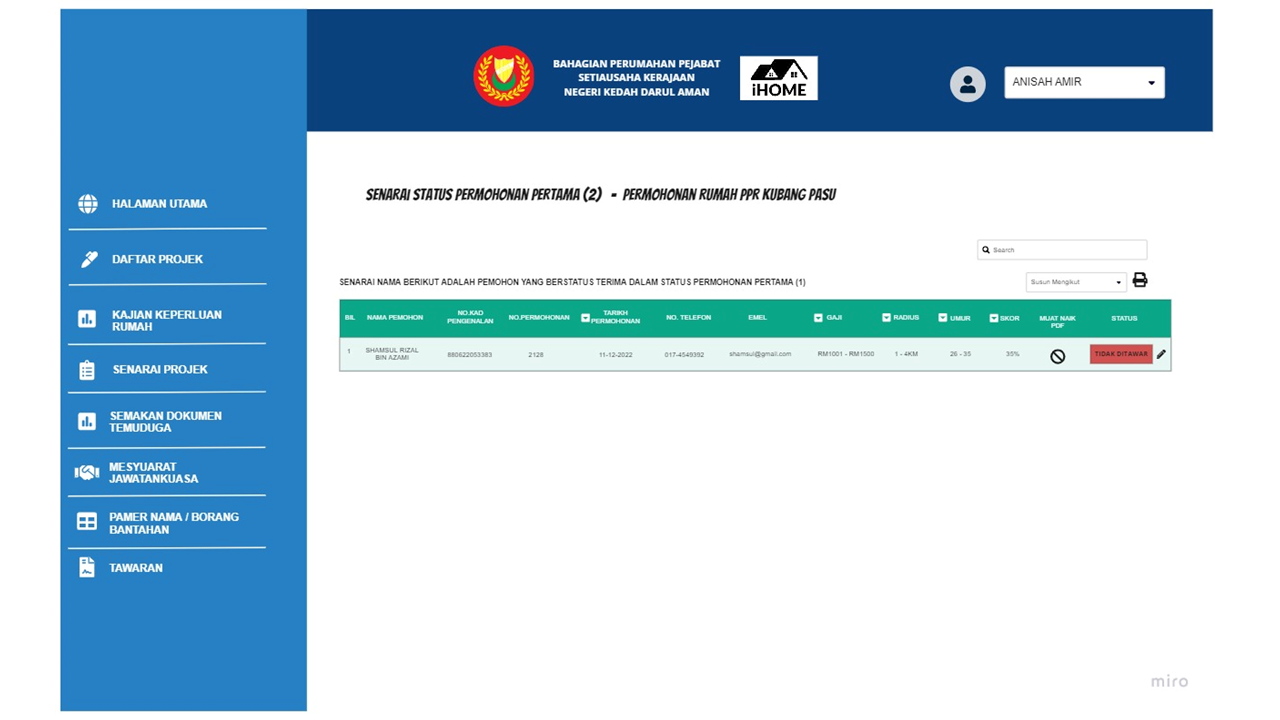 BAHAGIAN PERUMAHAN PEJABAT
SETIAUSAHA KERAJAAN
NEGERI KEDAH DARUL AMAN
iHOME
ANISAH AMIR
HALAMAN UTAMA
DAFTAR PROJEK
KAJIAN KEPERLUAN
RUMAH
SENARAI PROJEK
SEMAKAN DOKUMEN
TEMUDUGA
MESYUARAT
JAWATANKUASA
PAMER NAMA / BORANG
BANTAHAN
TAWARAN
SENARAI STATUS PERMOHONAN PERTAMA (2) - PERMOHONAN RUMAH PPR KUBANG PASU
Search
SENARAI NAMA BERIKUT ADALAH PEMOHON YANG BERSTATUS TERIMA DALAM STATUS PERMOHONAN PERTAMA (1)
Susun Mengikut
BIL NAMA PEMOHON NO.KAD PENGENALAN NO.PERMOHONAN TARIKH PERMOHONAN NO. TELEFON EMEL GAJI RADIUS UMUR SKOR MUAT NAIK PDF STATUS
1 SHAMSUL RIZAL BIN AZAMI 880622053383 2128 11-12-2022 017-4549392 shamsul@gmail.com RM1001 - RM1500 1 - 4KM 26 - 35 35% TIDAK DITAWAR
miro